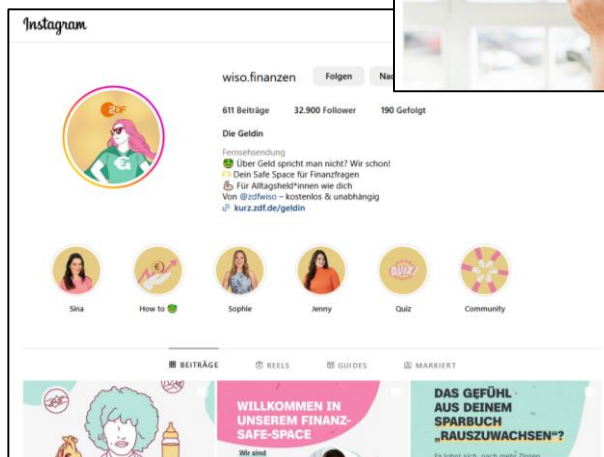 Instagram
wiso.finanzen Folgen
611 Beiträge 32.900 Follower 190 Gefolgt
Die Geldin
Fernsehsendung
🤑 Über Geld spricht man nicht? Wir schon!
Dein Safe Space für Finanzfragen
💪 Für Alltagsheld*innen wie dich
Von @zdfwiso – kostenlos & unabhängig
kurz.zdf.de/geldin
ZDF
QUIZ!
Sina How to 🤑 Sophie Jenny Quiz Community
BEITRÄGE REELS GUIDES MARKIERT
WILLKOMMEN IN
UNSEREM FINANZ-
SAFE-SPACE
Wir sind
DAS GEFÜHL
AUS DEINEM
SPARBUCH
„RAUSZUWACHSEN“?